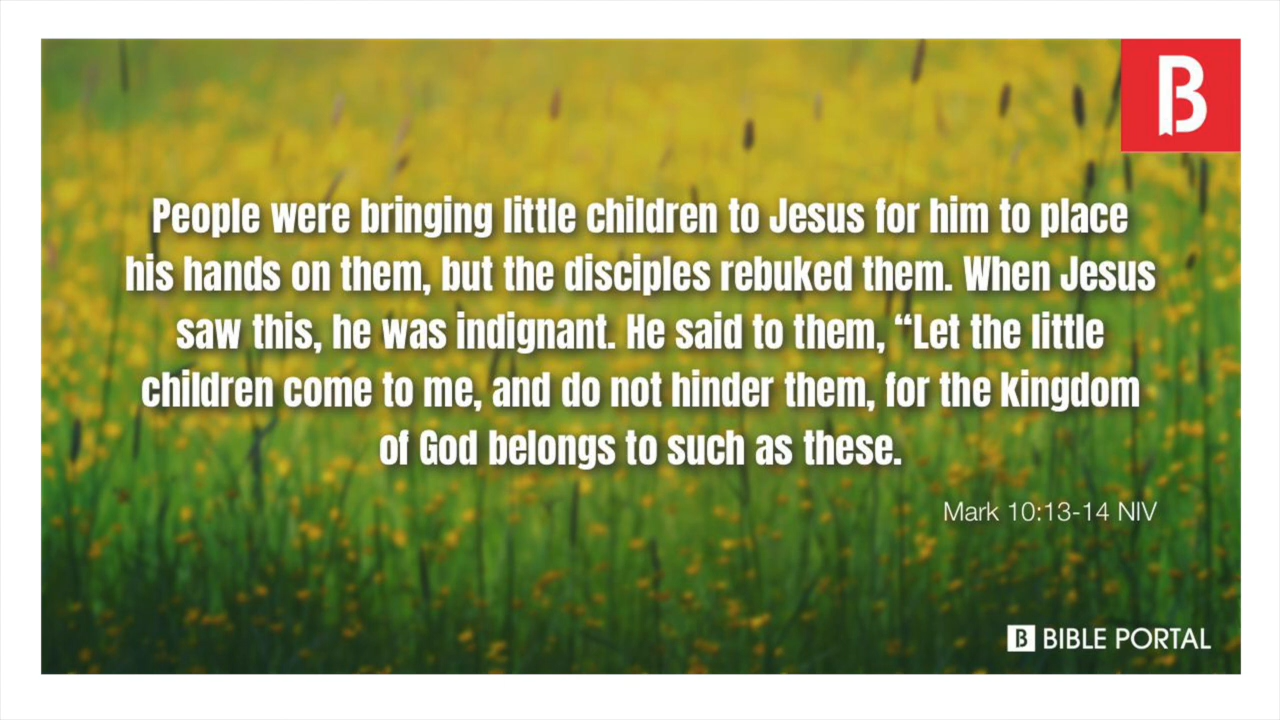 B
People were bringing little children to Jesus for him to place
his hands on them, but the disciples rebuked them. When Jesus
saw this, he was indignant. He said to them, “Let the little
children come to me, and do not hinder them, for the kingdom
of God belongs to such as these.
Mark 10:13-14 NIV
B BIBLE PORTAL